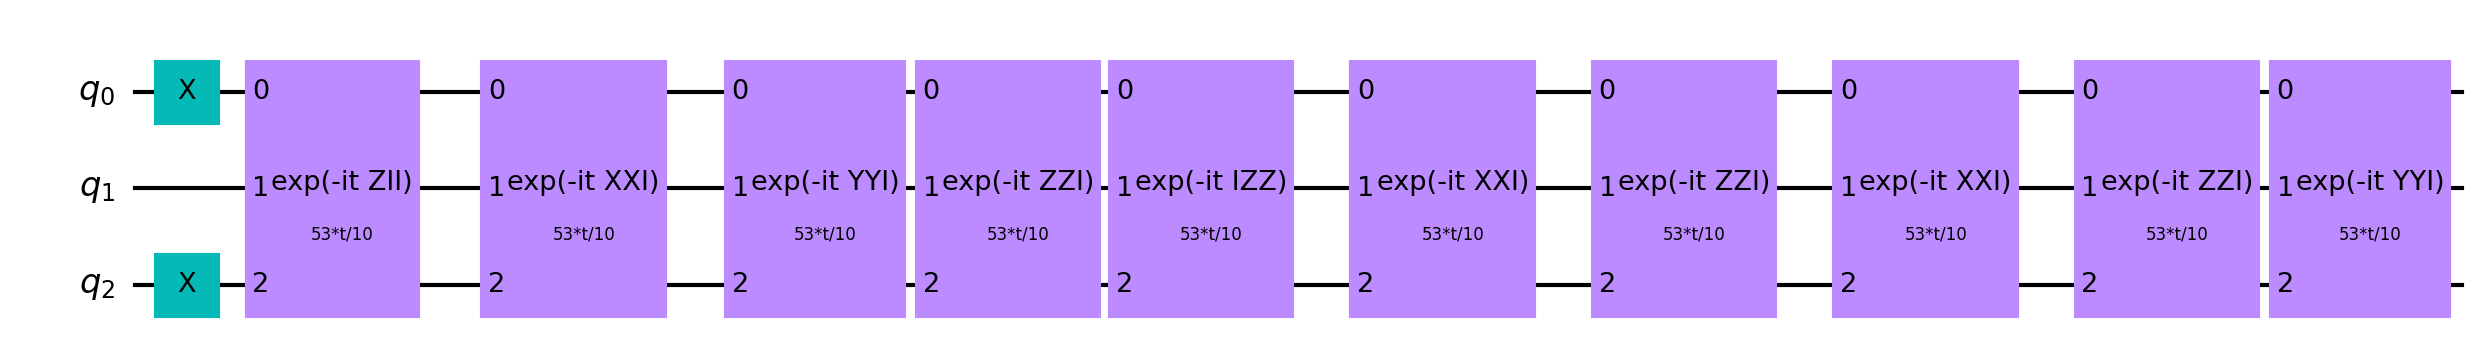 q0 X 0 0 0 0 0 0 0 0 0 0
q1 1 exp(-it ZII) 1 exp(-it XXI) 1 exp(-it YYI) 1 exp(-it ZZI) 1 exp(-it IZZ) 1 exp(-it XXI) 1 exp(-it ZZI) 1 exp(-it XXI) 1 exp(-it ZZI) 1 exp(-it YYI)
53*t/10 53*t/10 53*t/10 53*t/10 53*t/10 53*t/10 53*t/10 53*t/10 53*t/10 53*t/10
q2 X 2 2 2 2 2 2 2 2 2 2